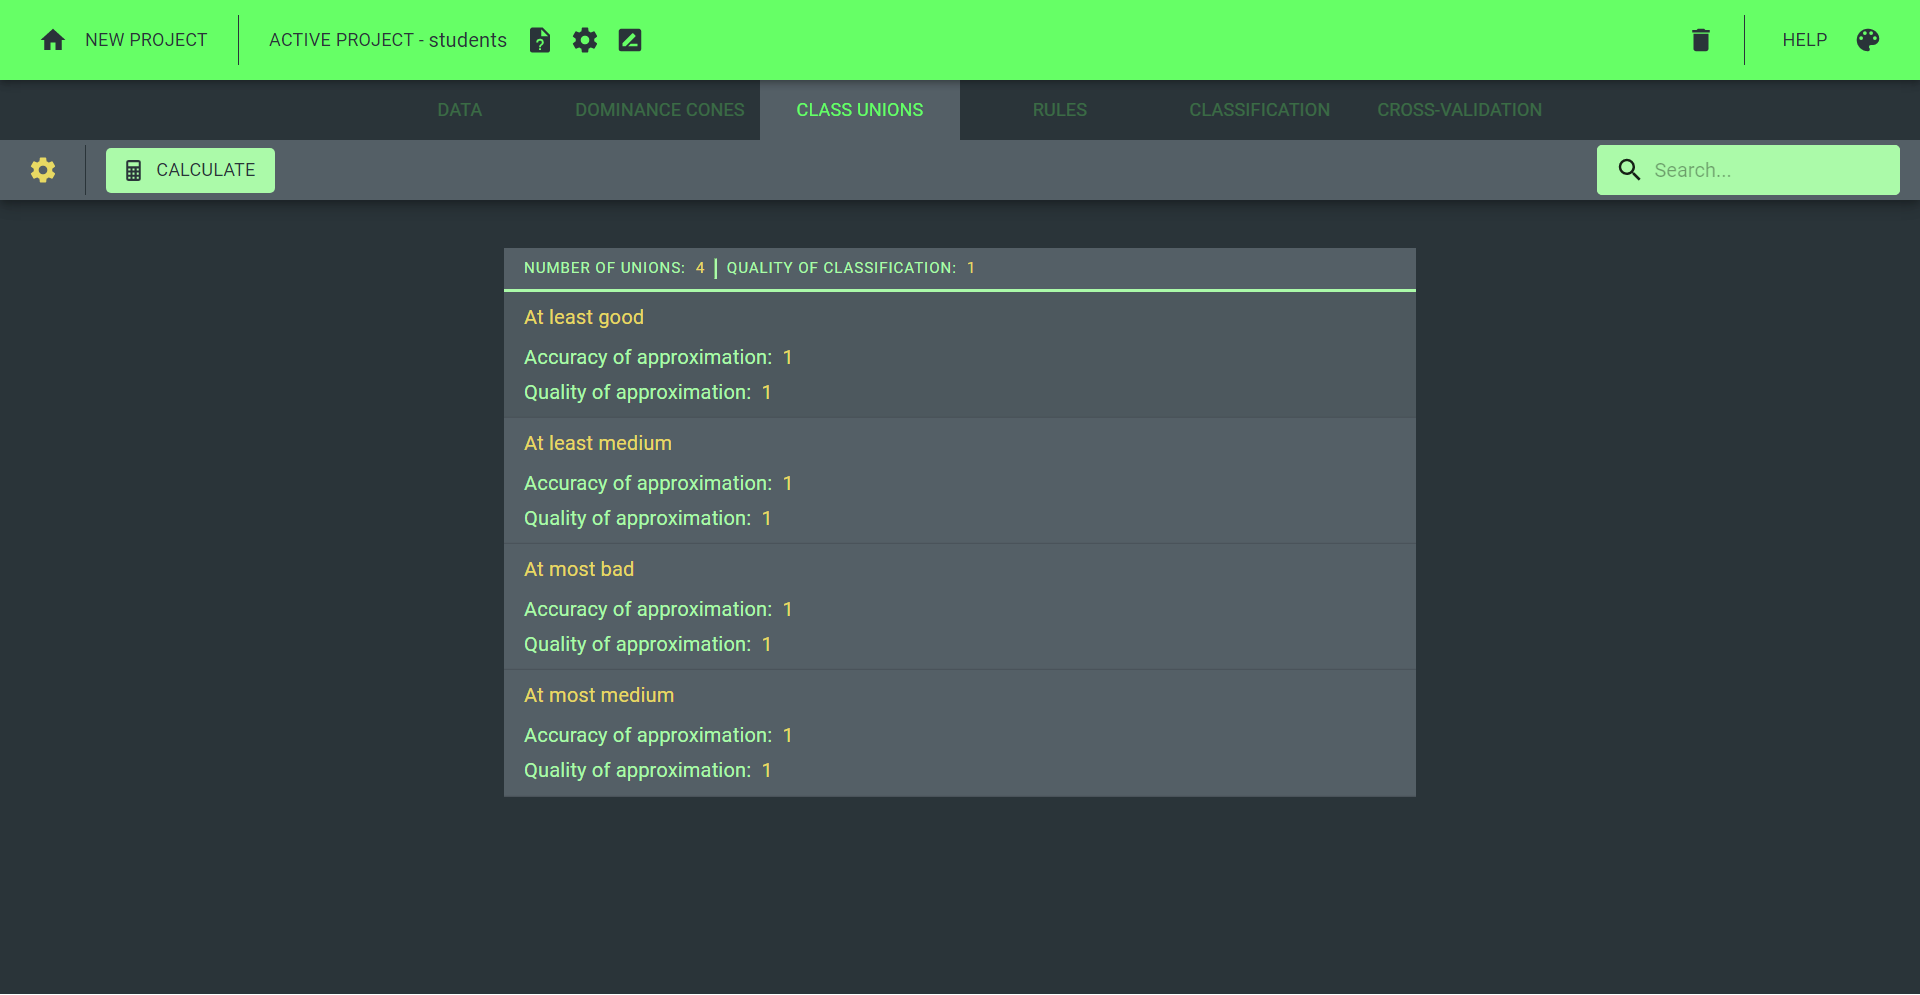 NEW PROJECT
ACTIVE PROJECT - students
HELP
DATA
DOMINANCE CONES
CLASS UNIONS
RULES
CLASSIFICATION
CROSS-VALIDATION
CALCULATE
Search...
NUMBER OF UNIONS: 4 | QUALITY OF CLASSIFICATION: 1
At least good
Accuracy of approximation: 1
Quality of approximation: 1
At least medium
Accuracy of approximation: 1
Quality of approximation: 1
At most bad
Accuracy of approximation: 1
Quality of approximation: 1
At most medium
Accuracy of approximation: 1
Quality of approximation: 1